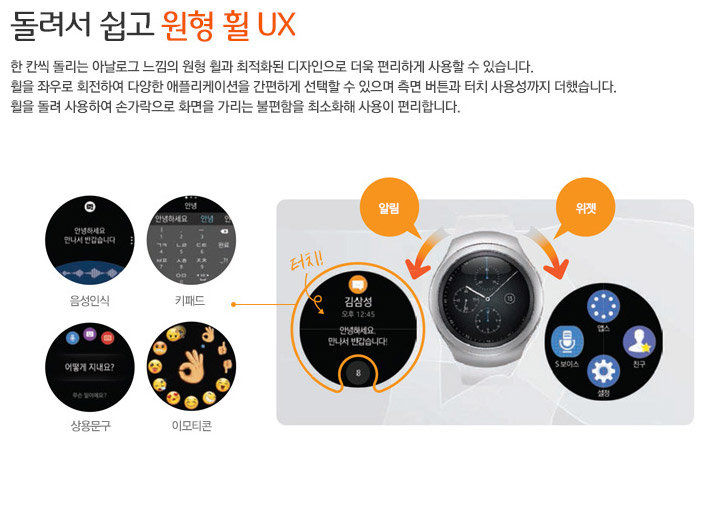 돌려서 쉽고 원형 휠 UX
한 칸씩 돌리는 아날로그 느낌의 원형 휠과 최적화된 디자인으로 더욱 편리하게 사용할 수 있습니다.
휠을 좌우로 회전하여 다양한 애플리케이션을 간편하게 선택할 수 있으며 측면 버튼과 터치 사용성까지 더했습니다.
휠을 돌려 사용하여 손가락으로 화면을 가리는 불편함을 최소화해 사용이 편리합니다.
안녕하세요
만나서 반갑습니다
음성인식
안녕
안녕하세요 안녕 안
완료
키패드
어떻게 지내요?
상용문구
이모티콘
알림
위젯
터치!
김삼성
오후 12:45
안녕하세요.
만나서 반갑습니다!
8
13
앱스
S 보이스
친구
설정